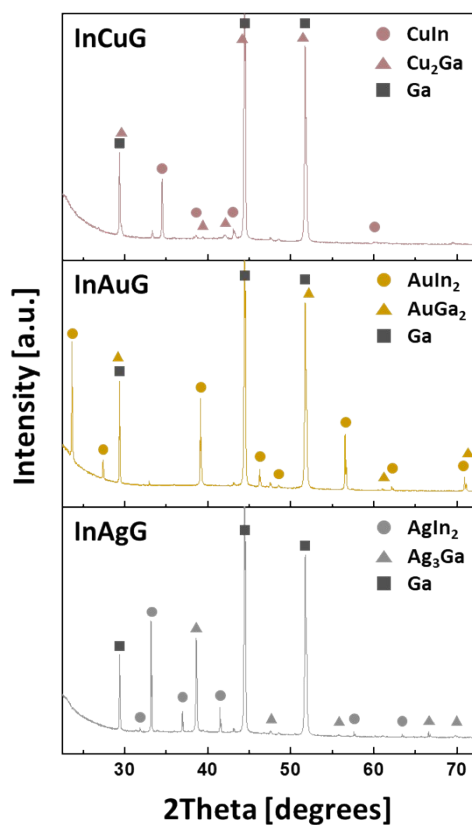 InCuG
CuIn
Cu₂Ga
Ga
InAuG
AuIn₂
AuGa₂
Ga
InAgG
AgIn₂
Ag₃Ga
Ga
Intensity [a.u.]
30 40 50 60 70
2Theta [degrees]